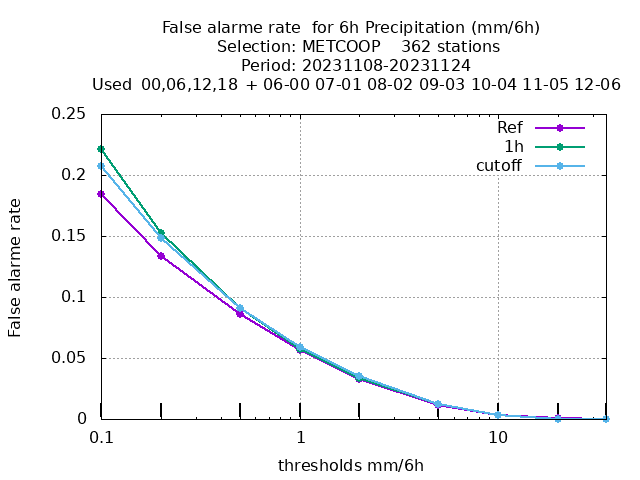 False alarme rate  for 6h Precipitation (mm/6h)
Selection: METCOOP    362 stations
Period: 20231108-20231124
Used  00,06,12,18  + 06-00 07-01 08-02 09-03 10-04 11-05 12-06
Ref
1h
cutoff
0.25
0.2
0.15
0.1
0.05
0
False alarme rate
0.1 1 10
thresholds mm/6h